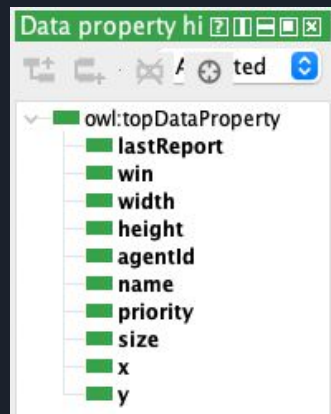 Data property hi
ted
owl:topDataProperty
lastReport
win
width
height
agentId
name
priority
size
x
y